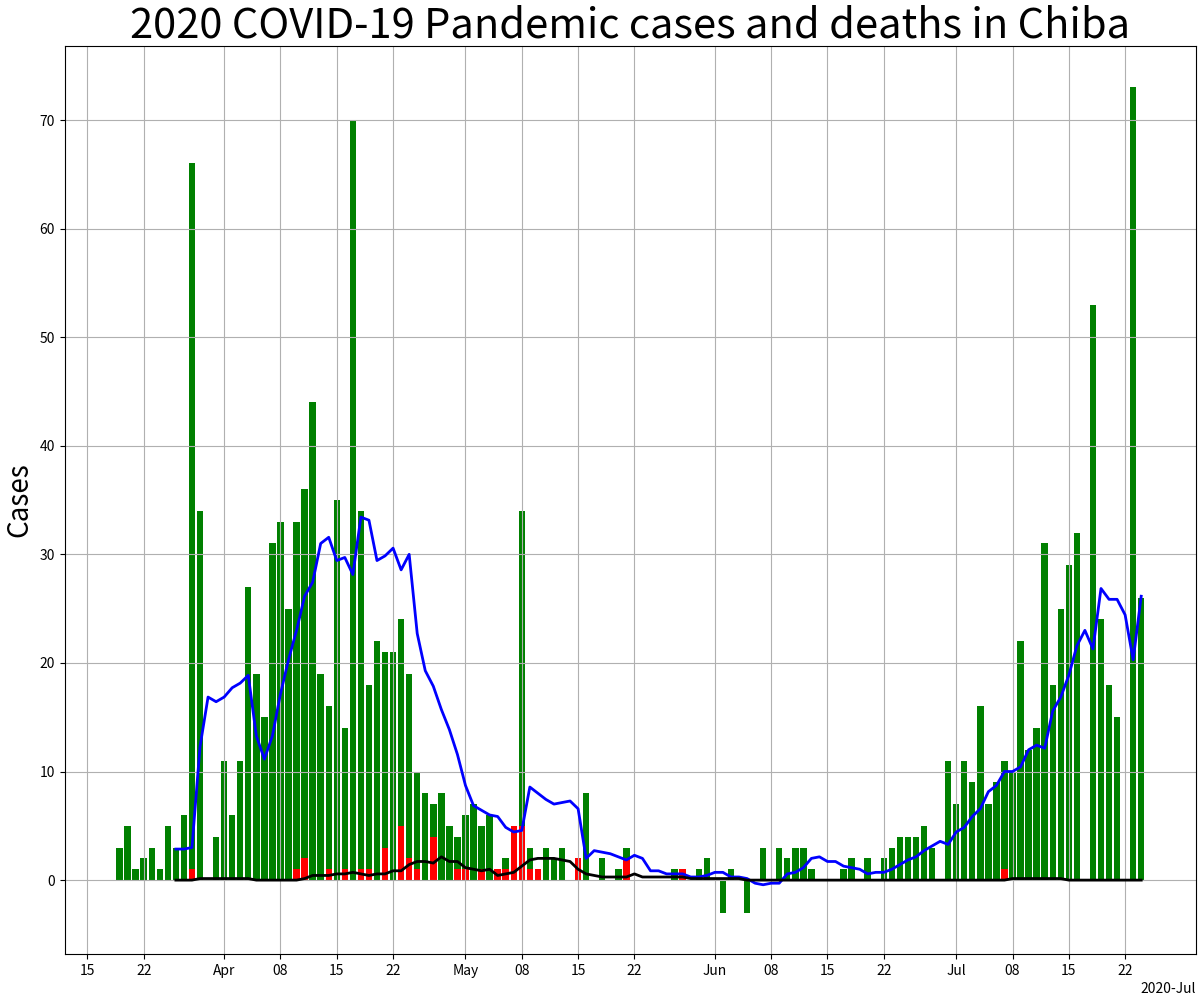 2020 COVID-19 Pandemic cases and deaths in Chiba
Cases
70
60
50
40
30
20
10
0
15 22 Apr 08 15 22 May 08 15 22 Jun 08 15 22 Jul 08 15 22
2020-Jul